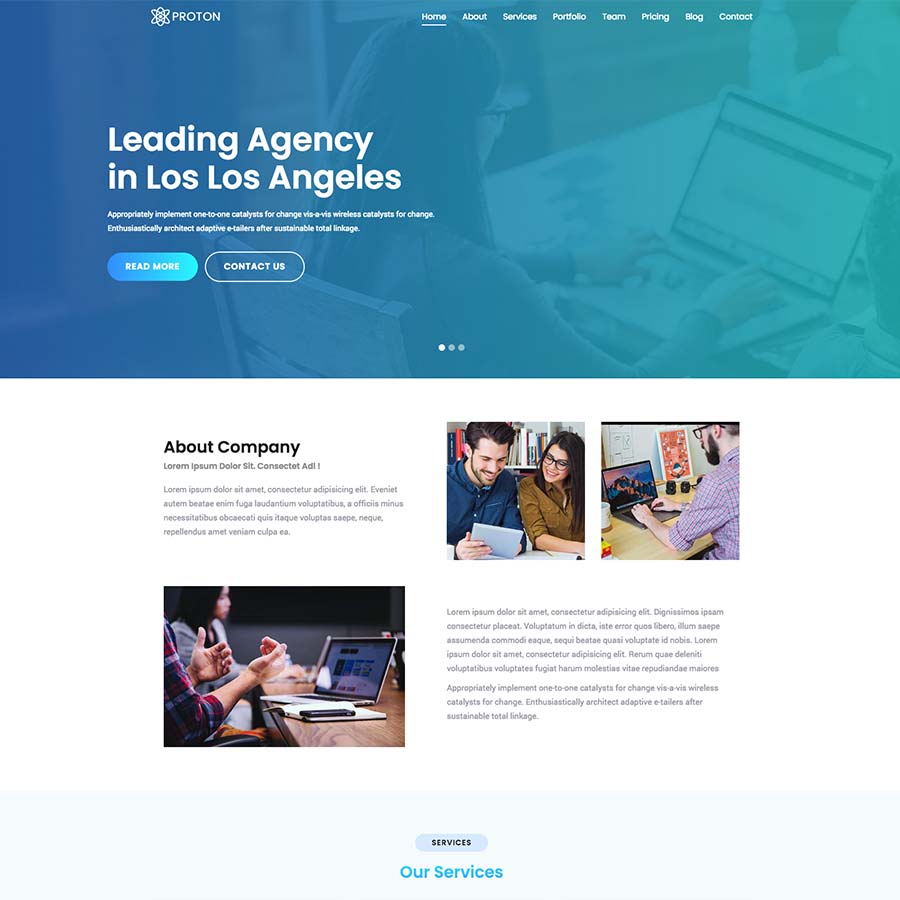 PROTON
Home About Services Portfolio Team Pricing Blog Contact
Leading Agency
in Los Los Angeles
Appropriately implement one-to-one catalysts for change vis-a-vis wireless catalysts for change.
Enthusiastically architect adaptive e-tailers after sustainable total linkage.
READ MORE CONTACT US
About Company
Lorem Ipsum Dolor Sit. Consectet Adl !
Lorem ipsum dolor sit amet, consectetur adipisicing elit. Eveniet
autem beatae enim fuga laudantium voluptatibus, a officiis minus
necessitatibus obcaecati quis itaque voluptas saepe, neque,
repellendus amet veniam culpa ea.
Lorem ipsum dolor sit amet, consectetur adipisicing elit. Dignissimos ipsam
consectetur placeat. Voluptatum in dicta, iste error quos libero, illum saepe
assumenda commodi eaque, sequi beatae quasi voluptate id nobis. Lorem
ipsum dolor sit amet, consectetur adipisicing elit. Rerum quae deleniti
voluptatibus voluptates fugiat harum molestias vitae repudiandae maiores
Appropriately implement one-to-one catalysts for change vis-a-vis wireless
catalysts for change. Enthusiastically architect adaptive e-tailers after
sustainable total linkage.
SERVICES
Our Services